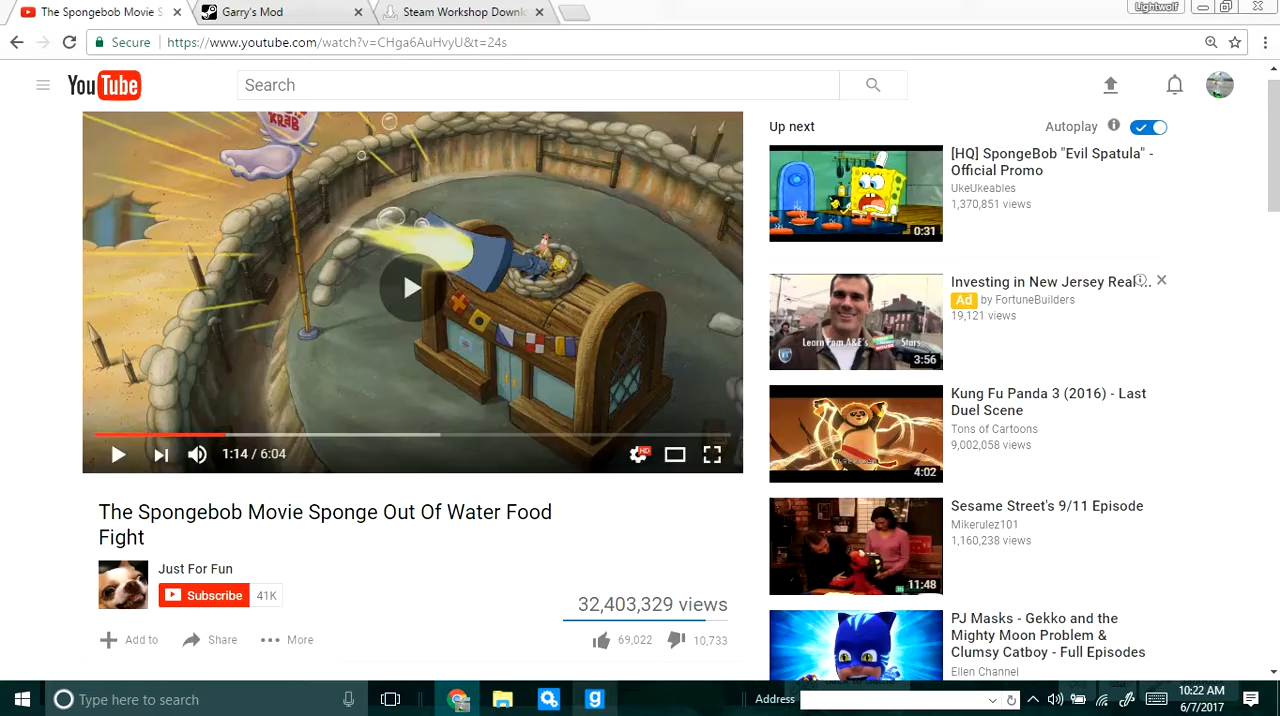 The Spongebob Movie S
Garry's Mod
Steam Workshop Downl
Lightwolf
Secure
https://www.youtube.com/watch?v=CHga6AuHvyU&t=24s
YouTube
Search
KRAB
Up next
Autoplay
[HQ] SpongeBob "Evil Spatula" -
Official Promo
UkeUkeables
1,370,851 views
0:31
Investing in New Jersey Real...
Ad by FortuneBuilders
19,121 views
Learn From A&E's Stars
3:56
Kung Fu Panda 3 (2016) - Last
Duel Scene
Tons of Cartoons
9,002,058 views
4:02
1:14 / 6:04
HD
The Spongebob Movie Sponge Out Of Water Food
Fight
Just For Fun
Subscribe 41K
32,403,329 views
Add to Share More
69,022 10,733
Sesame Street's 9/11 Episode
Mikerulez101
1,160,238 views
11:48
PJ Masks - Gekko and the
Mighty Moon Problem &
Clumsy Catboy - Full Episodes
Ellen Channel
Type here to search
Address
10:22 AM
6/7/2017